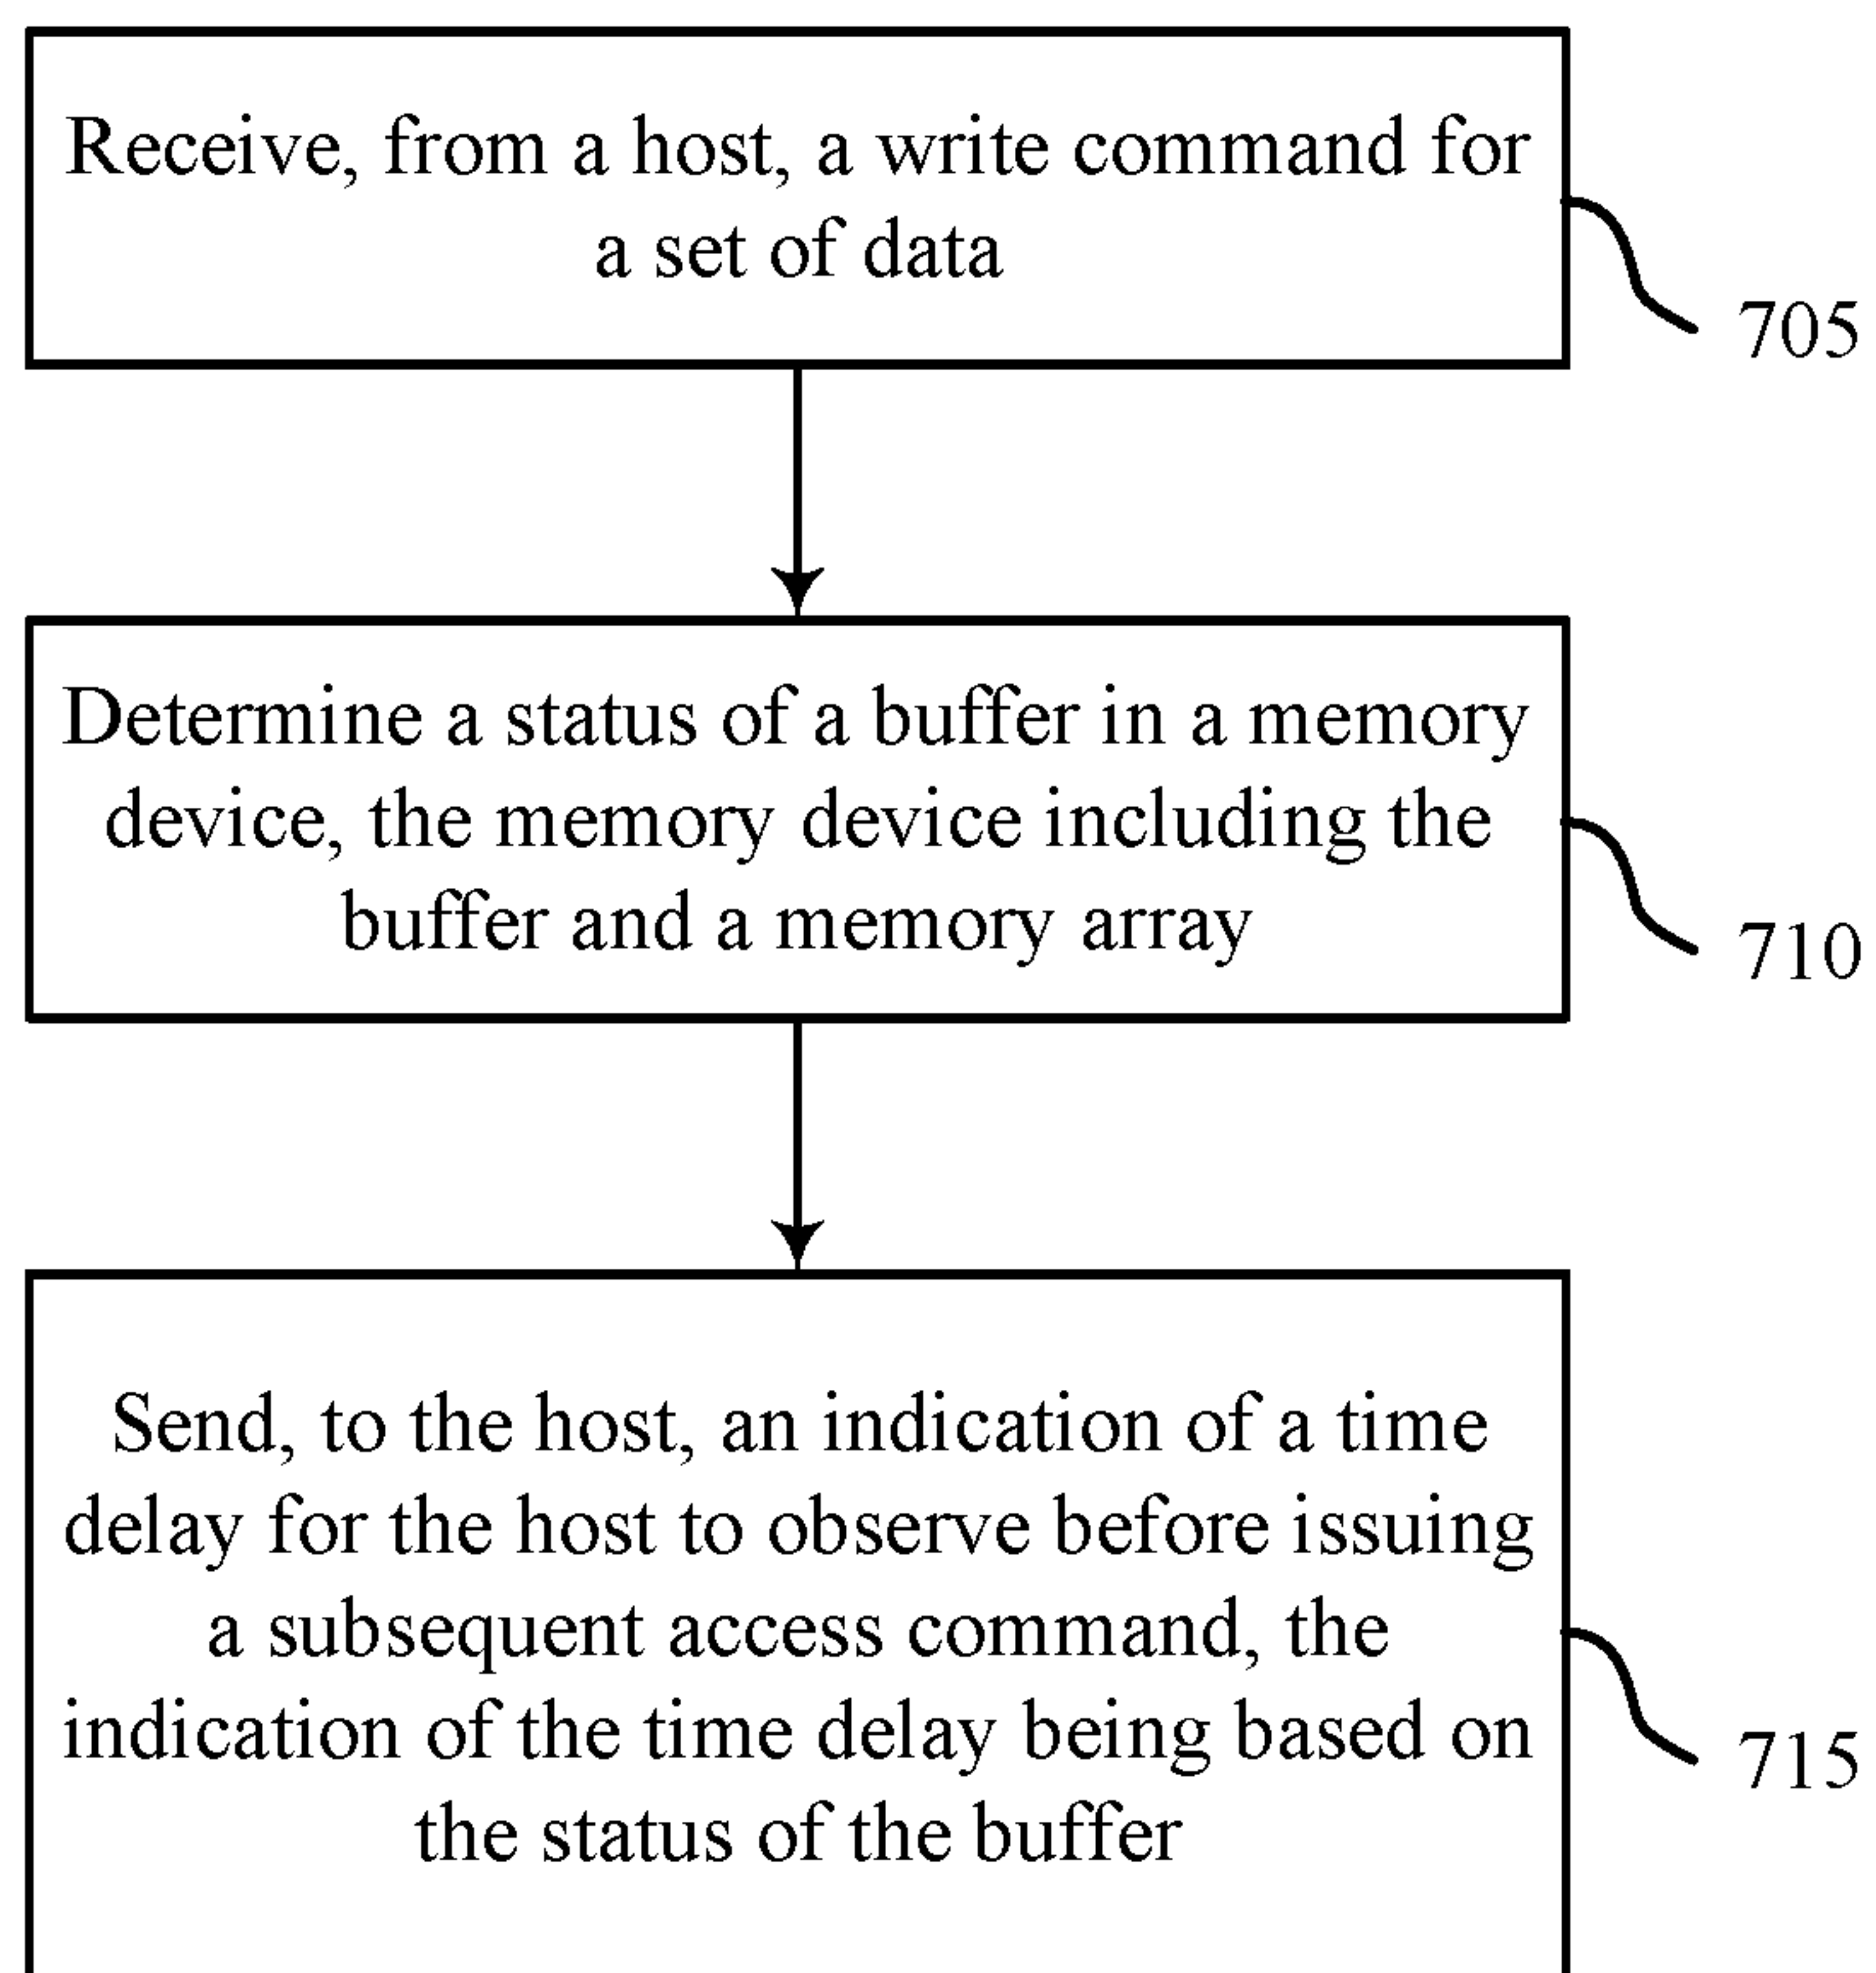 Receive, from a host, a write command for
a set of data
705
Determine a status of a buffer in a memory
device, the memory device including the
buffer and a memory array
710
Send, to the host, an indication of a time
delay for the host to observe before issuing
a subsequent access command, the
indication of the time delay being based on
the status of the buffer
715